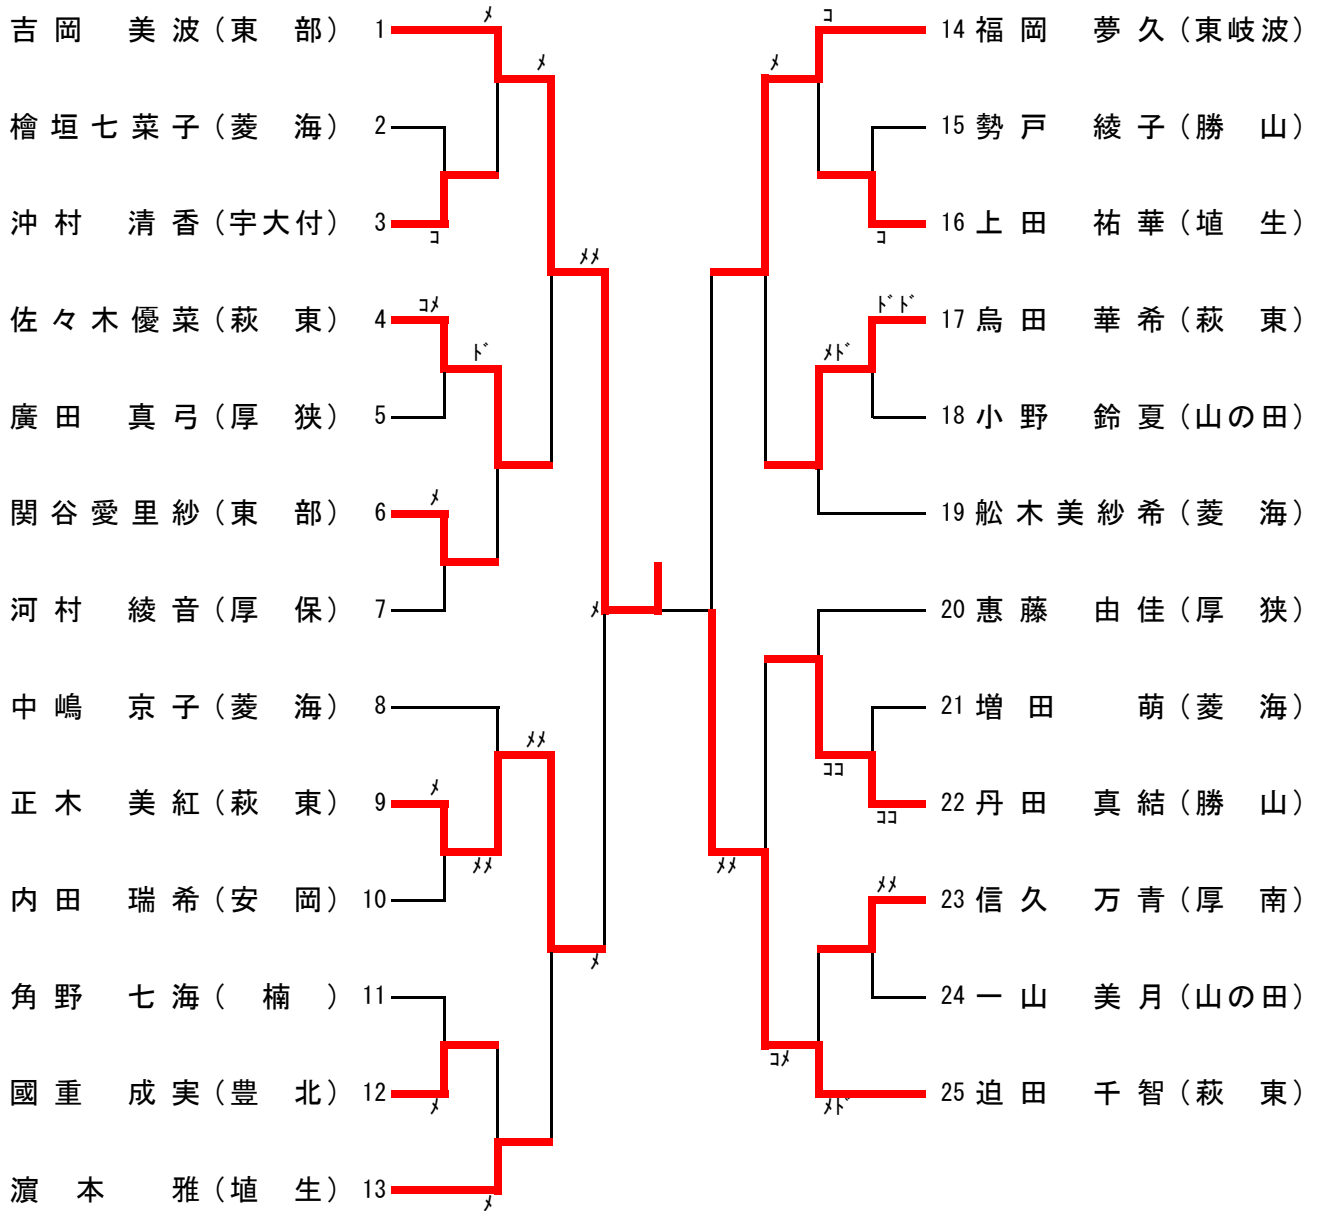 吉岡 美波（東 部） 1
檜垣七菜子（菱 海） 2
沖村 清香（宇大付） 3
佐々木優菜（萩 東） 4
廣田 真弓（厚 狭） 5
関谷愛里紗（東 部） 6
河村 綾音（厚 保） 7
中嶋 京子（菱 海） 8
正木 美紅（萩 東） 9
内田 瑞希（安 岡） 10
角野 七海（ 楠 ） 11
國重 成実（豊 北） 12
濵本 雅（埴 生） 13
ﾒ
ﾒ
ｺ
ﾒﾒ
ｺﾒ
ﾄﾞ
ﾒ
ﾒ
ﾒﾒ
ﾒ
ﾒﾒ
ﾒ
ﾒ
ﾒ
14 福岡 夢久（東岐波）
15 勢戸 綾子（勝 山）
16 上田 祐華（埴 生）
17 烏田 華希（萩 東）
18 小野 鈴夏（山の田）
19 舩木美紗希（菱 海）
20 惠藤 由佳（厚 狭）
21 増田 萌（菱 海）
22 丹田 真結（勝 山）
23 信久 万青（厚 南）
24 一山 美月（山の田）
25 迫田 千智（萩 東）
ｺ
ﾒ
ｺ
ﾄﾞﾄﾞ
ﾒﾄﾞ
ｺｺ
ｺｺ
ﾒﾒ
ﾒﾒ
ｺﾒ
ﾒﾄﾞ